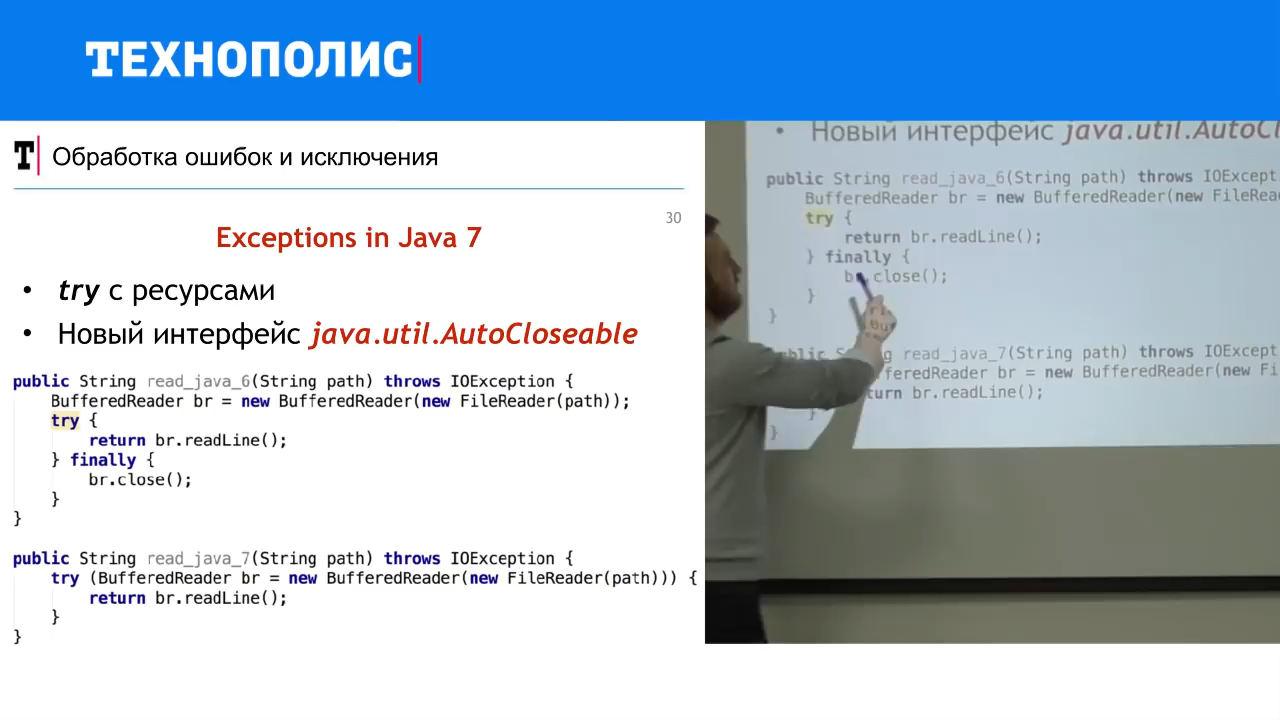 ТЕХНОПОЛИС
Т Обработка ошибок и исключения
30
Exceptions in Java 7
• try с ресурсами
• Новый интерфейс java.util.AutoCloseable
public String read_java_6(String path) throws IOException {
BufferedReader br = new BufferedReader(new FileReader(path));
try {
return br.readLine();
} finally {
br.close();
}
}
public String read_java_7(String path) throws IOException {
try (BufferedReader br = new BufferedReader(new FileReader(path))) {
return br.readLine();
}
}
• Новый интерфейс java.util.AutoCl
public String read_java_6(String path) throws IOExcept
BufferedReader br = new BufferedReader(new FileRea
try {
return br.readLine();
} finally {
br.close();
}
}
read_java_7(String path) throws IOExcept
fferedReader br = new BufferedReader(new Fi
turn br.readLine();
}
}